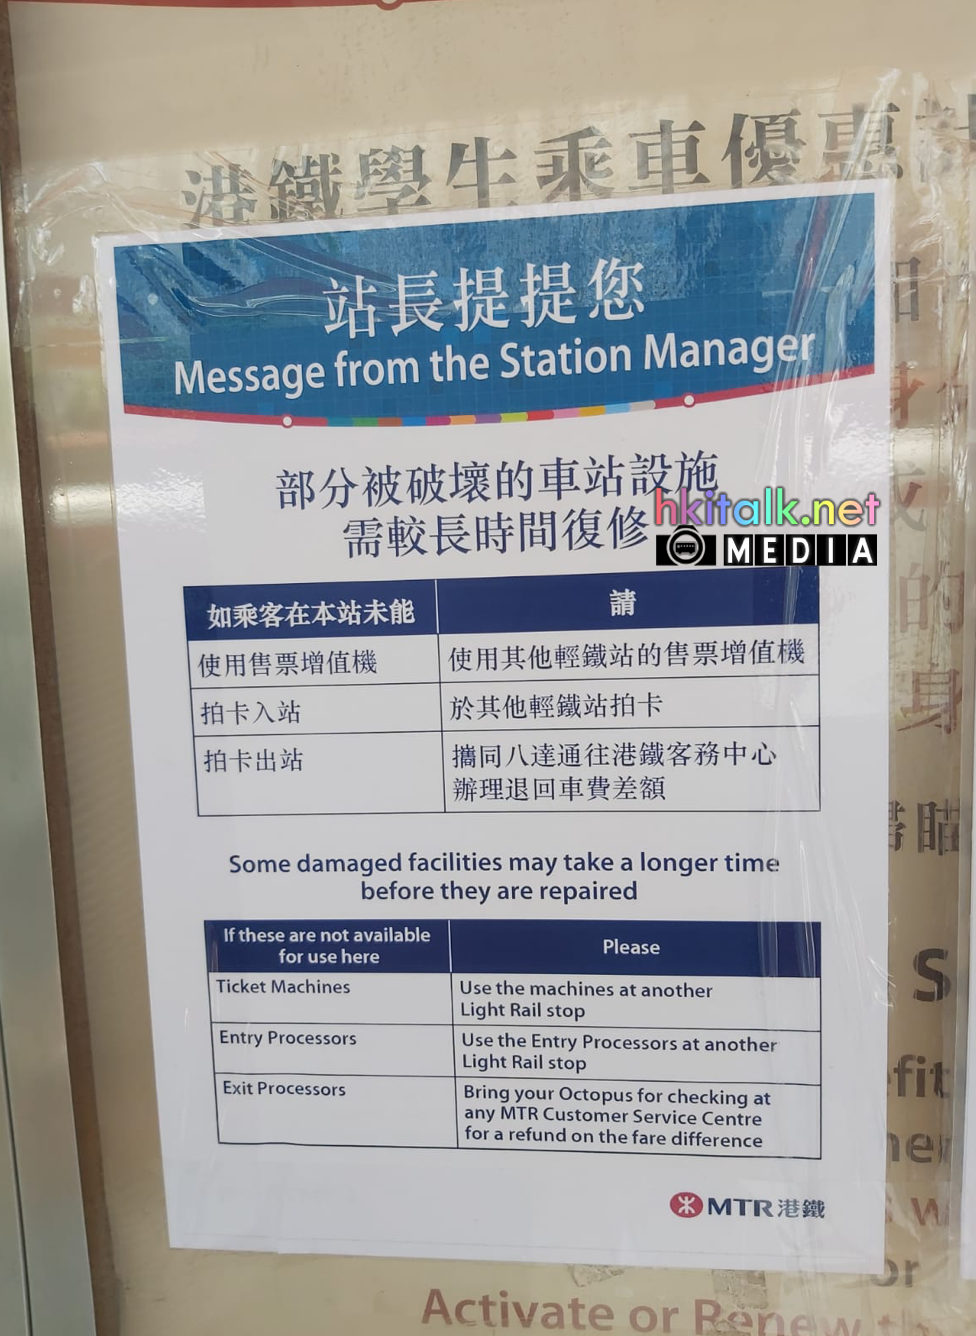 港鐵學生乘車優惠
站長提提您
Message from the Station Manager
部分被破壞的車站設施
需較長時間復修
hkitalk.net
MEDIA
如乘客在本站未能
請
使用售票增值機
使用其他輕鐵站的售票增值機
拍卡入站
於其他輕鐵站拍卡
拍卡出站
攜同八達通往港鐵客務中心
辦理退回車費差額
Some damaged facilities may take a longer time
before they are repaired
If these are not available
for use here
Please
Ticket Machines
Use the machines at another
Light Rail stop
Entry Processors
Use the Entry Processors at another
Light Rail stop
Exit Processors
Bring your Octopus for checking at
any MTR Customer Service Centre
for a refund on the fare difference
MTR港鐵
的
身
瞄
S
or
Activate or Renew